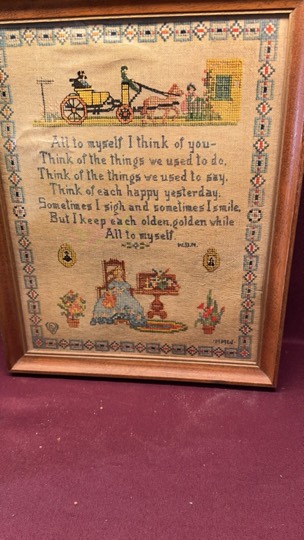 All to myself I think of you-
Think of the things we used to do,
Think of the things we used to say,
Think of each happy yesterday;
Sometimes I sigh and sometimes I smile,
But I keep each olden, golden while
All to myself.
W.D.N.